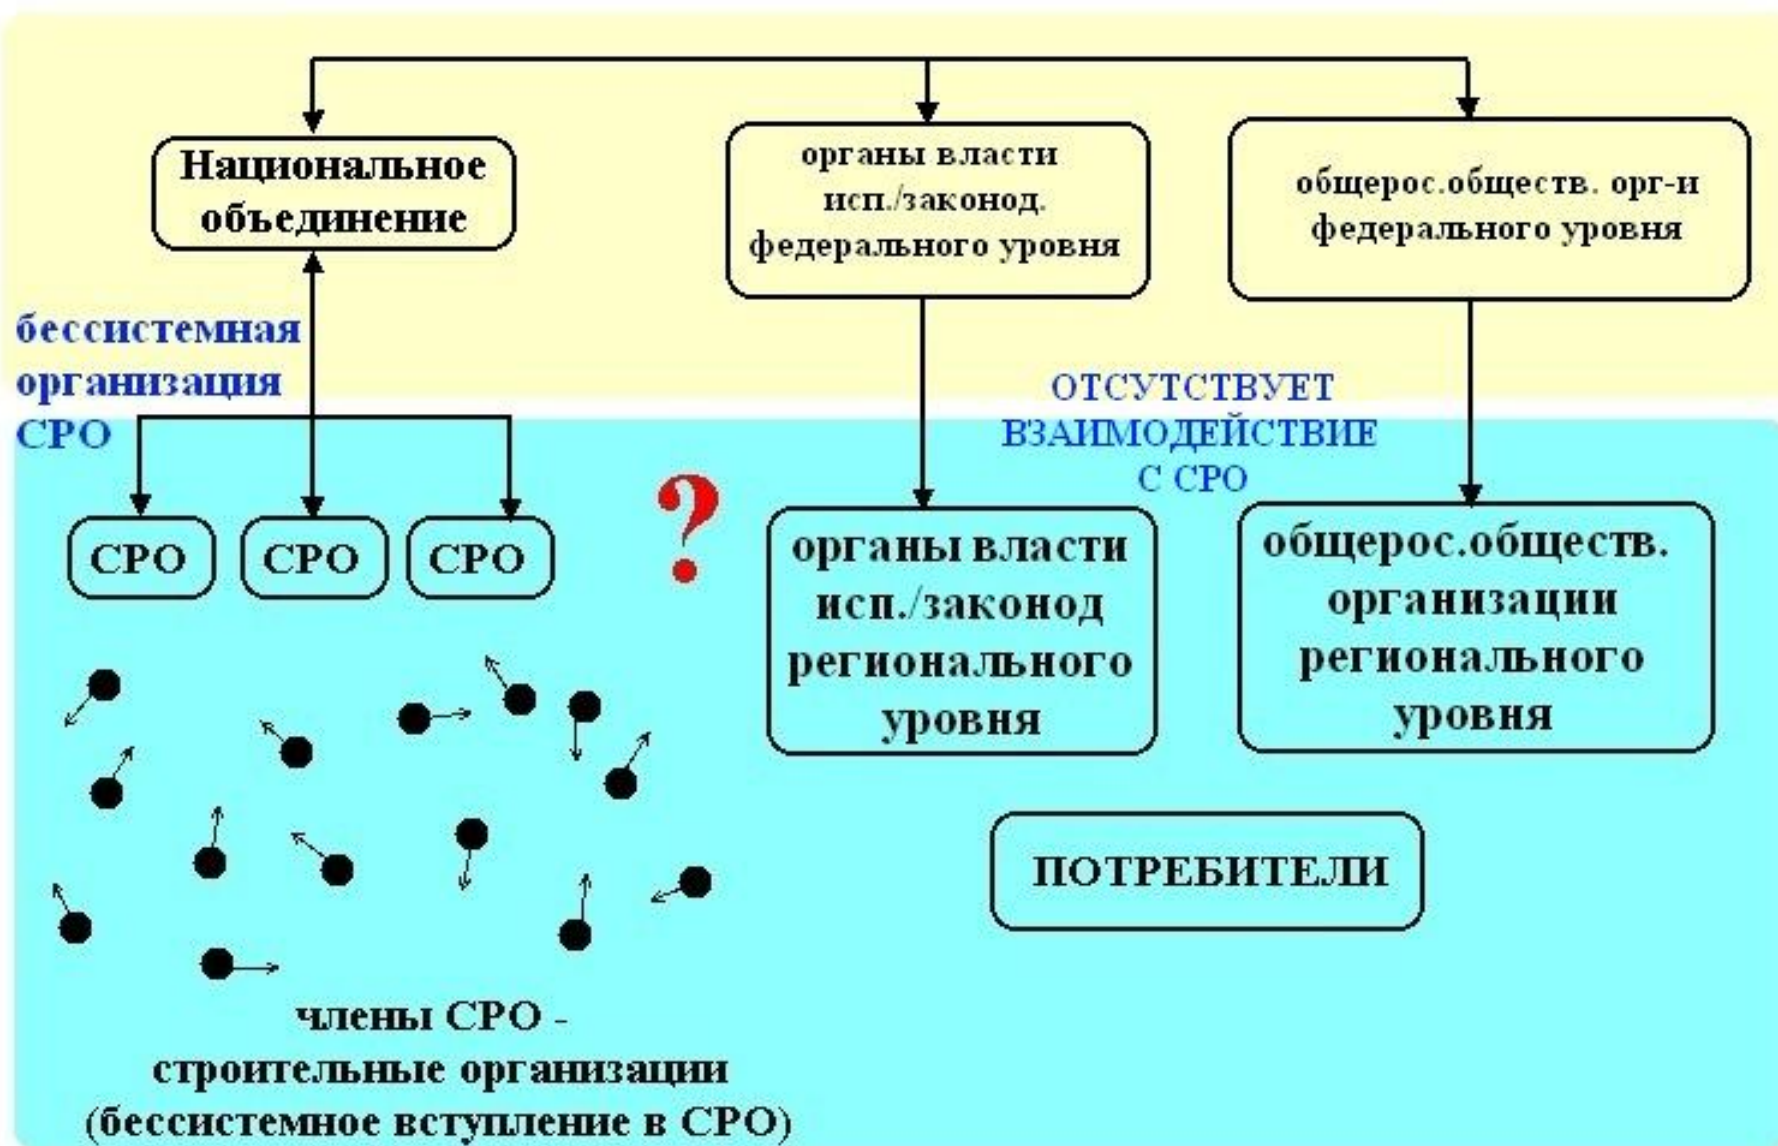 Национальное
объединение
органы власти
исп./законод.
федерального уровня
общерос.обществ. орг-и
федерального уровня
бессистемная
организация
СРО
ОТСУТСТВУЕТ
ВЗАИМОДЕЙСТВИЕ
С СРО
СРО
СРО
СРО
?
органы власти
исп./законод
регионального
уровня
общерос.обществ.
организации
регионального
уровня
ПОТРЕБИТЕЛИ
члены СРО -
строительные организации
(бессистемное вступление в СРО)